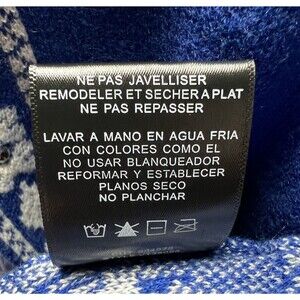 NE PAS JAVELLISER
REMODELER ET SECHER A PLAT
NE PAS REPASSER
LAVAR A MANO EN AGUA FRIA
CON COLORES COMO EL
NO USAR BLANQUEADOR
REFORMAR Y ESTABLECER
PLANOS SECO
NO PLANCHAR